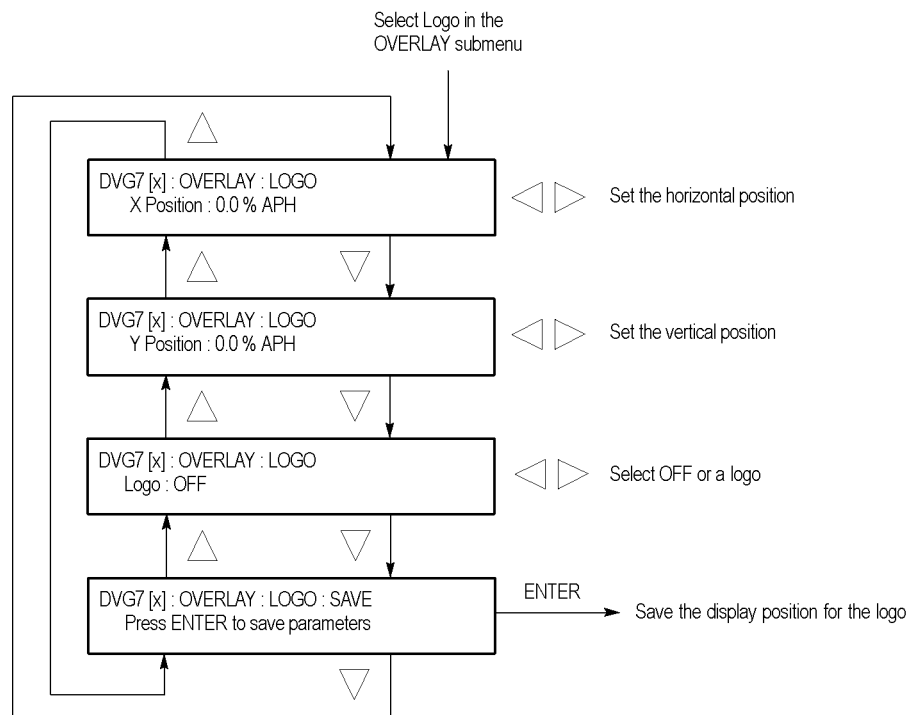 Select Logo in the
OVERLAY submenu
DVG7 [x] : OVERLAY : LOGO
X Position : 0.0 % APH
Set the horizontal position
DVG7 [x] : OVERLAY : LOGO
Y Position : 0.0 % APH
Set the vertical position
DVG7 [x] : OVERLAY : LOGO
Logo : OFF
Select OFF or a logo
DVG7 [x] : OVERLAY : LOGO : SAVE
Press ENTER to save parameters
ENTER
Save the display position for the logo